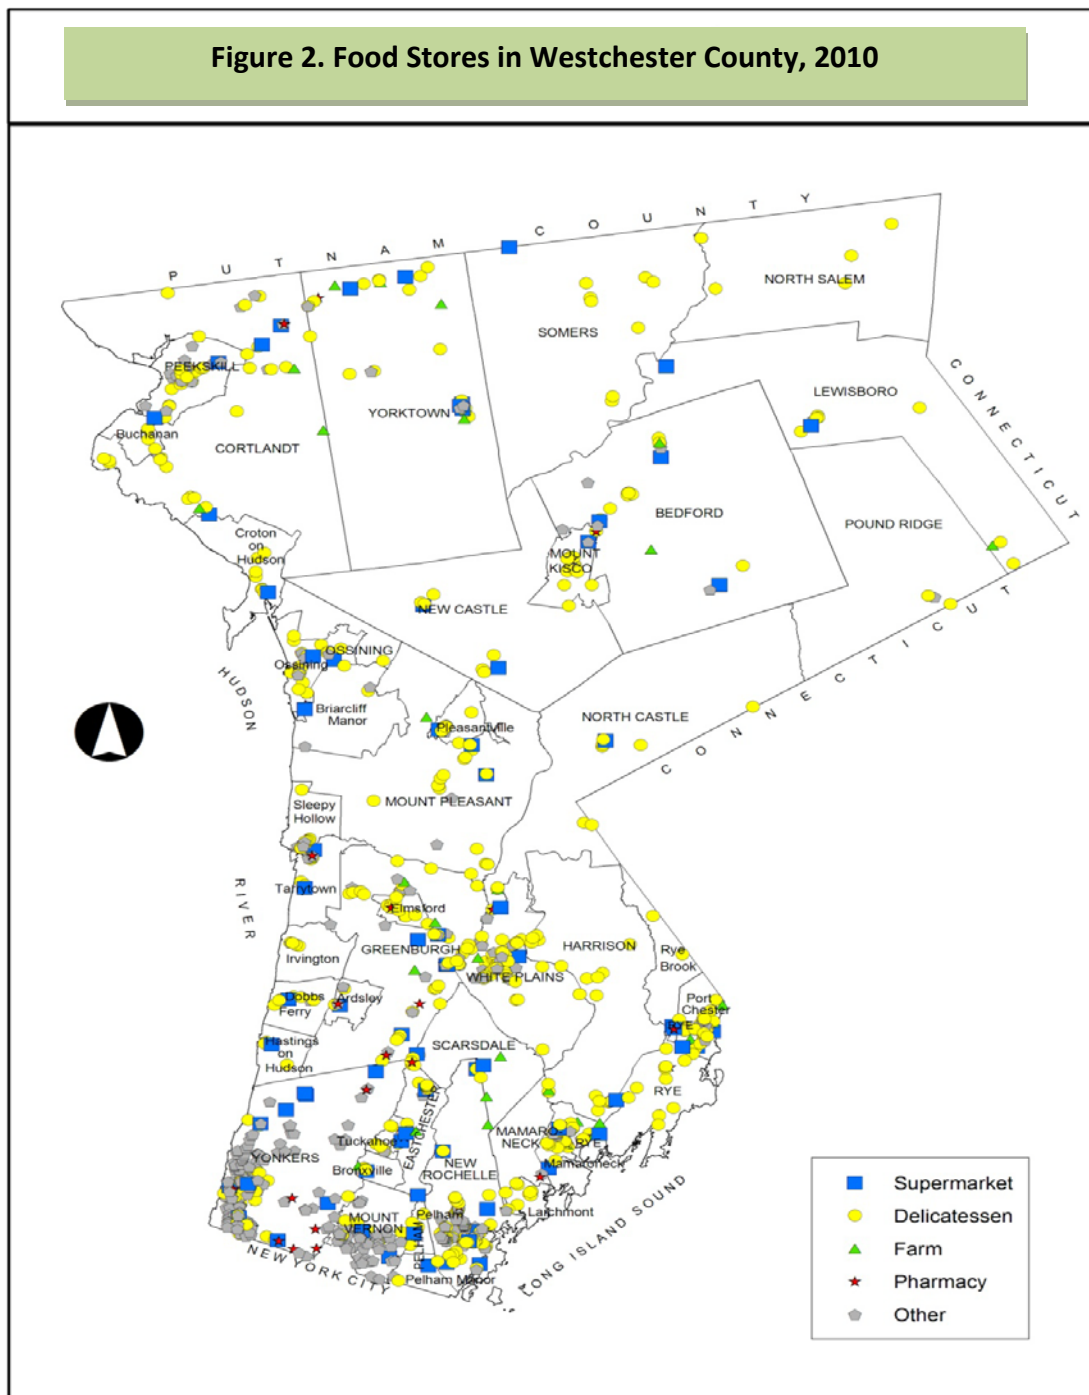 Figure 2. Food Stores in Westchester County, 2010
PUTNAM COUNTY
NORTH SALEM
SOMERS
PEEKSKILL
LEWISBORO
CONNECTICUT
YORKTOWN
Buchanan
CORTLANDT
BEDFORD
POUND RIDGE
Croton
on
Hudson
MOUNT
KISCO
NEW CASTLE
CONNECTICUT
OSSINING
Ossining
HUDSON
Briarcliff
Manor
NORTH CASTLE
Pleasantville
MOUNT PLEASANT
Sleepy
Hollow
Tarrytown
RIVER
Elmsford
GREENBURGH
HARRISON
Irvington
WHITE PLAINS
Rye
Brook
Dobbs
Ferry
Ardsley
Port
Chester
RYE
Hastings
on
Hudson
SCARSDALE
RYE
EASTCHESTER
MAMARO
NECK
RYE
Tuckahoe
YONKERS
Mamaroneck
Bronxville
NEW
ROCHELLE
Larchmont
LONG ISLAND SOUND
MOUNT
VERNON
Pelham
PELHAM
NEW YORK CITY
Pelham Manor
Supermarket
Delicatessen
Farm
Pharmacy
Other